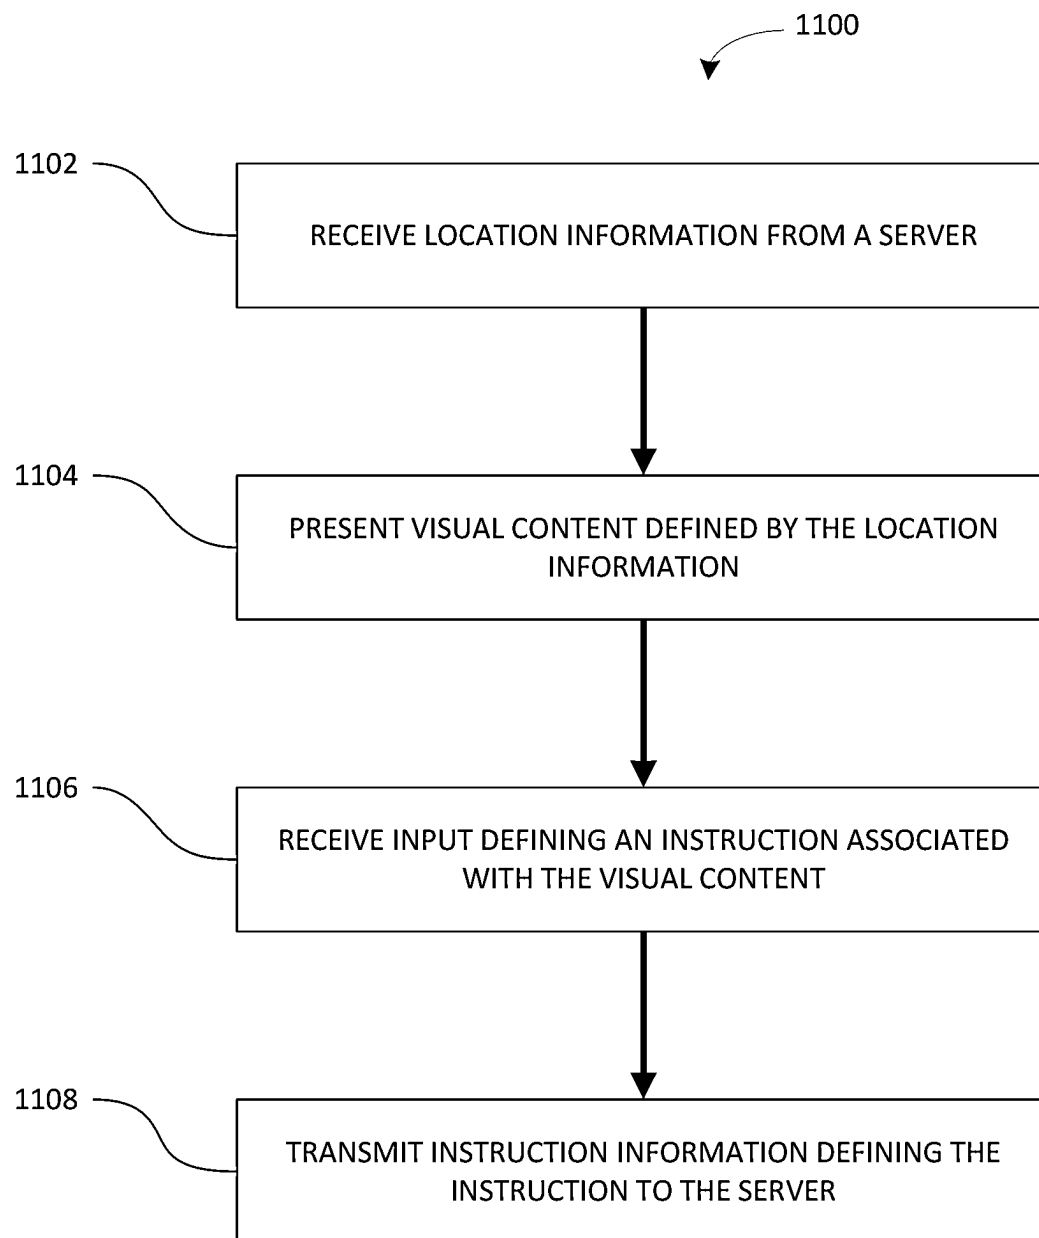 1100
1102
RECEIVE LOCATION INFORMATION FROM A SERVER
1104
PRESENT VISUAL CONTENT DEFINED BY THE LOCATION
INFORMATION
1106
RECEIVE INPUT DEFINING AN INSTRUCTION ASSOCIATED
WITH THE VISUAL CONTENT
1108
TRANSMIT INSTRUCTION INFORMATION DEFINING THE
INSTRUCTION TO THE SERVER